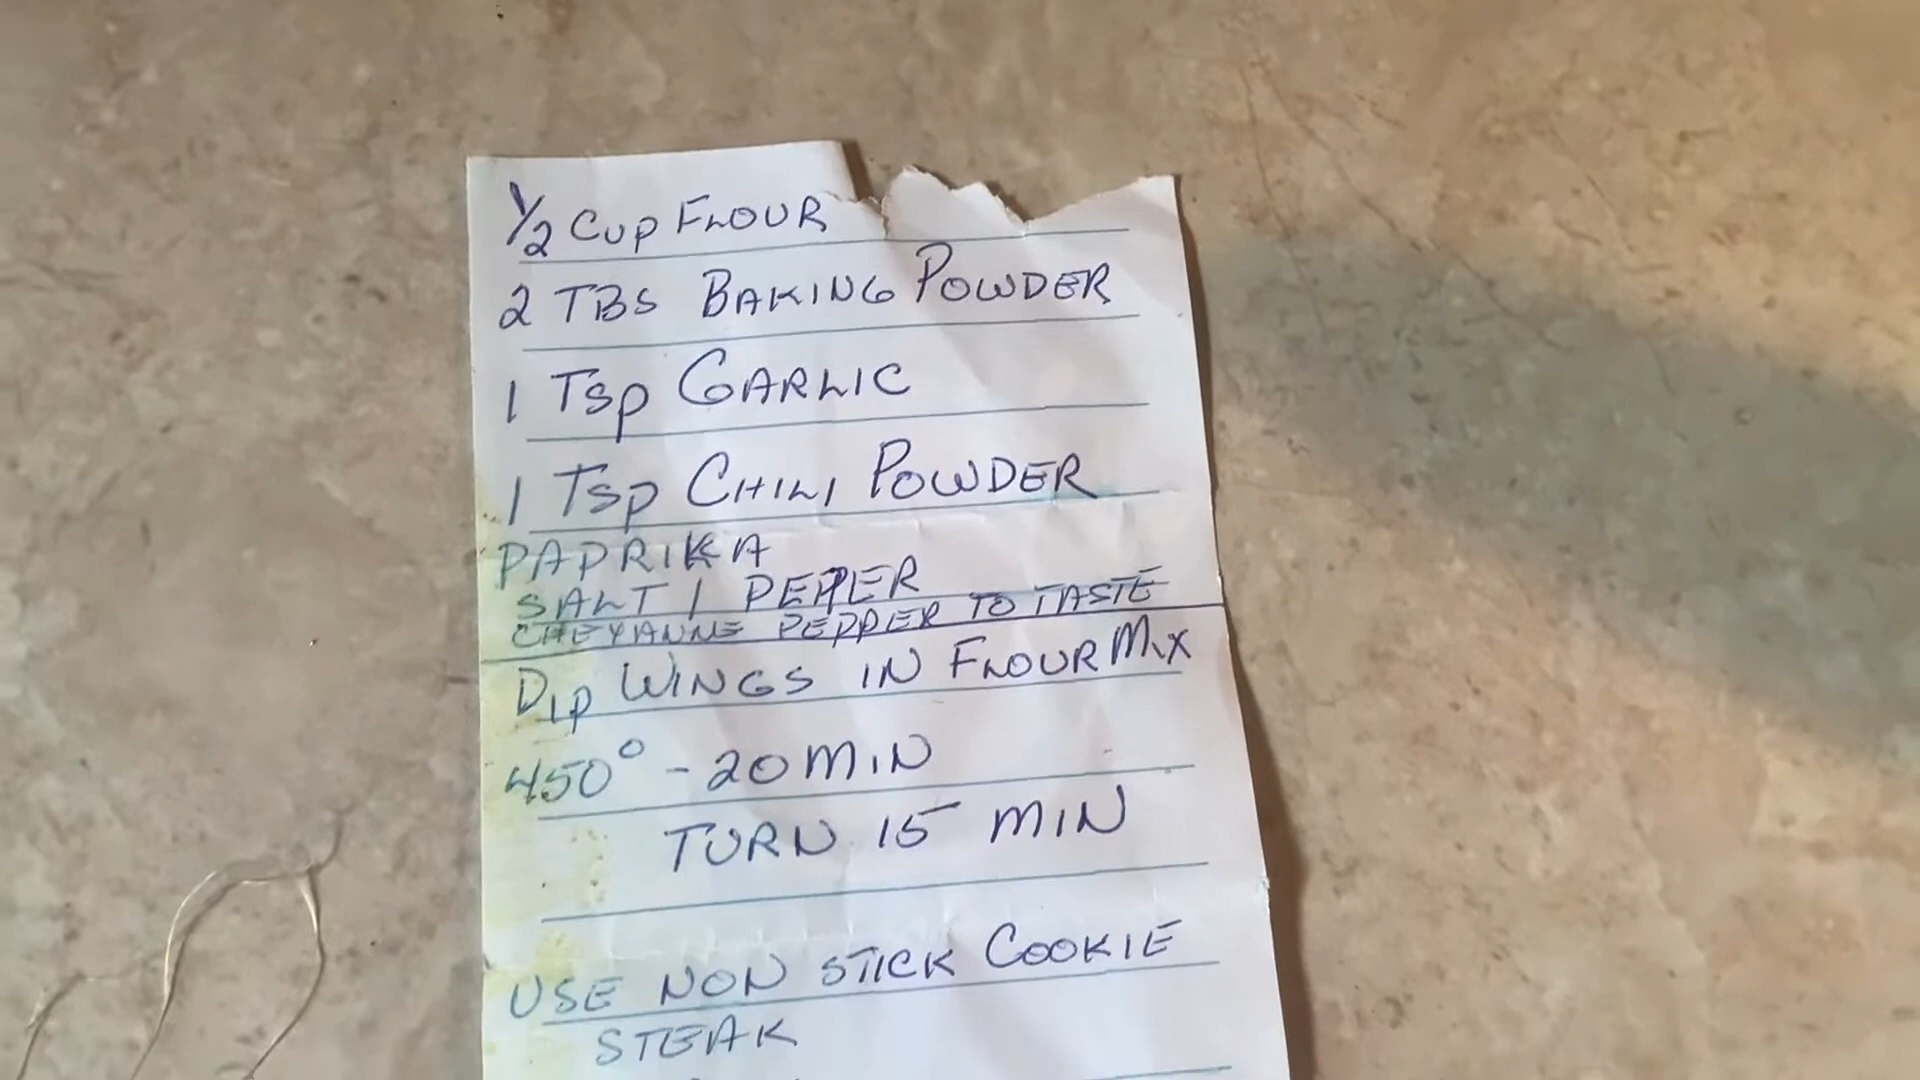 1/2 CUP FLOUR
2 TBS BAKING POWDER
1 TSP GARLIC
1 TSP CHILI POWDER
PAPRIKA
SALT / PEPPER
CHEYANNE PEPPER TO TASTE
DIP WINGS IN FLOUR MIX
450° - 20 MIN
TURN 15 MIN
USE NON STICK COOKIE
STEAK